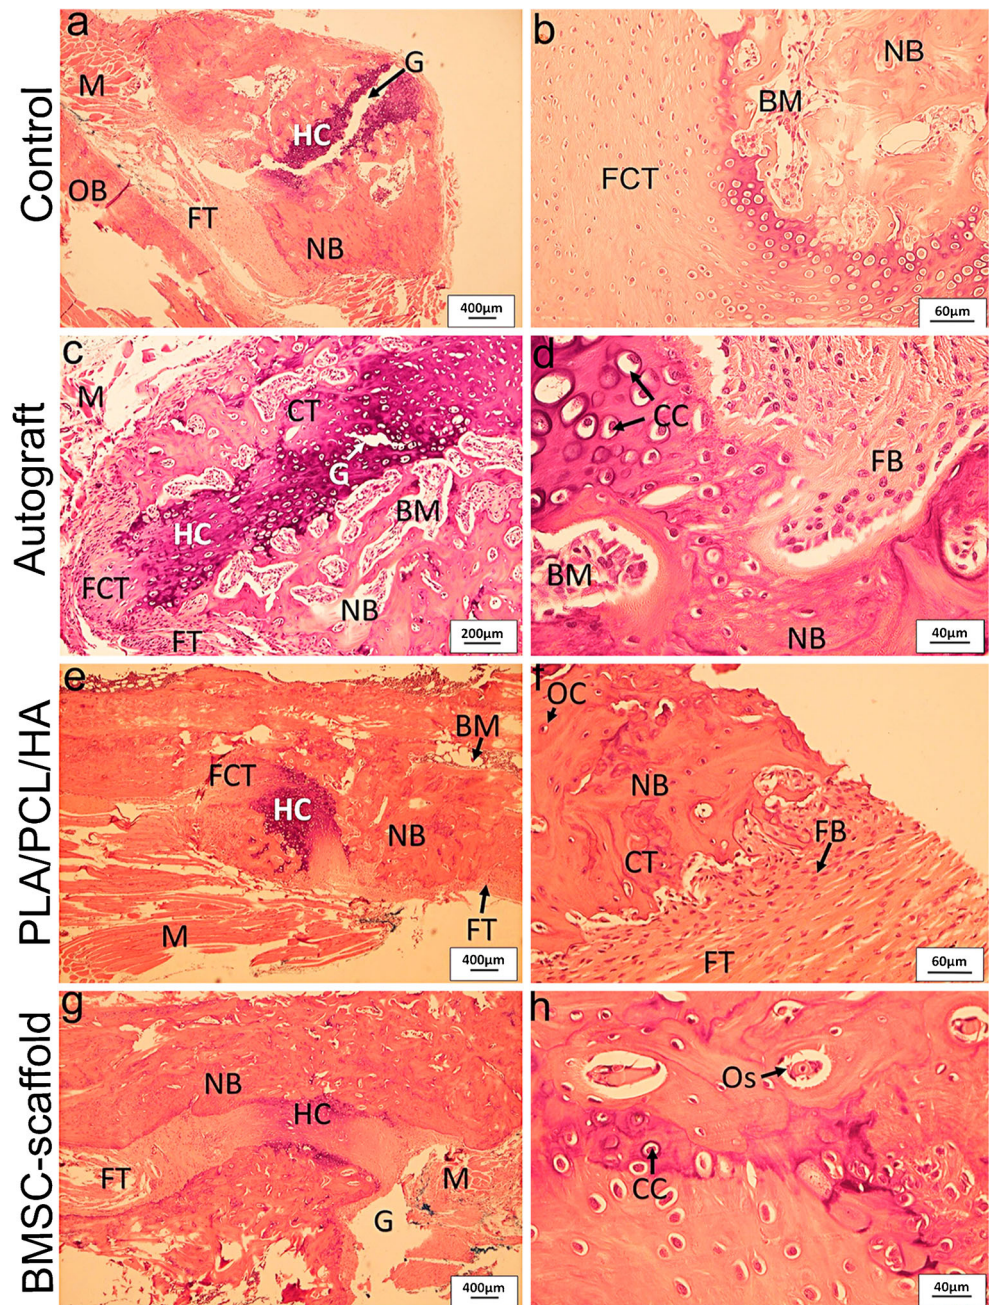 Control
a
M
G
HC
OB
FT
NB
400µm
b
NB
BM
FCT
60µm
Autograft
c
M
CT
G
HC
BM
FCT
NB
FT
200µm
d
CC
FB
BM
NB
40µm
PLA/PCL/HA
e
BM
FCT
HC
NB
M
FT
400µm
f
OC
NB
FB
CT
FT
60µm
BMSC-scaffold
g
NB
HC
FT
M
G
400µm
h
Os
CC
40µm